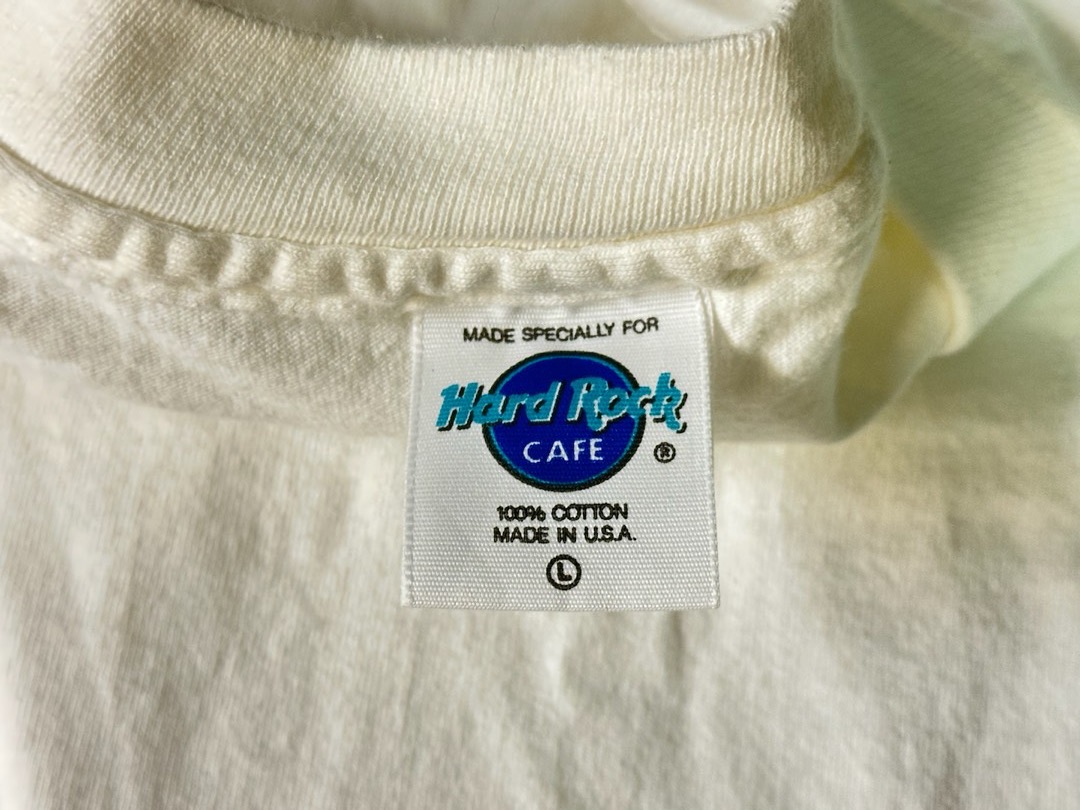 MADE SPECIALLY FOR
Hard Rock
CAFE
®
100% COTTON
MADE IN U.S.A.
L